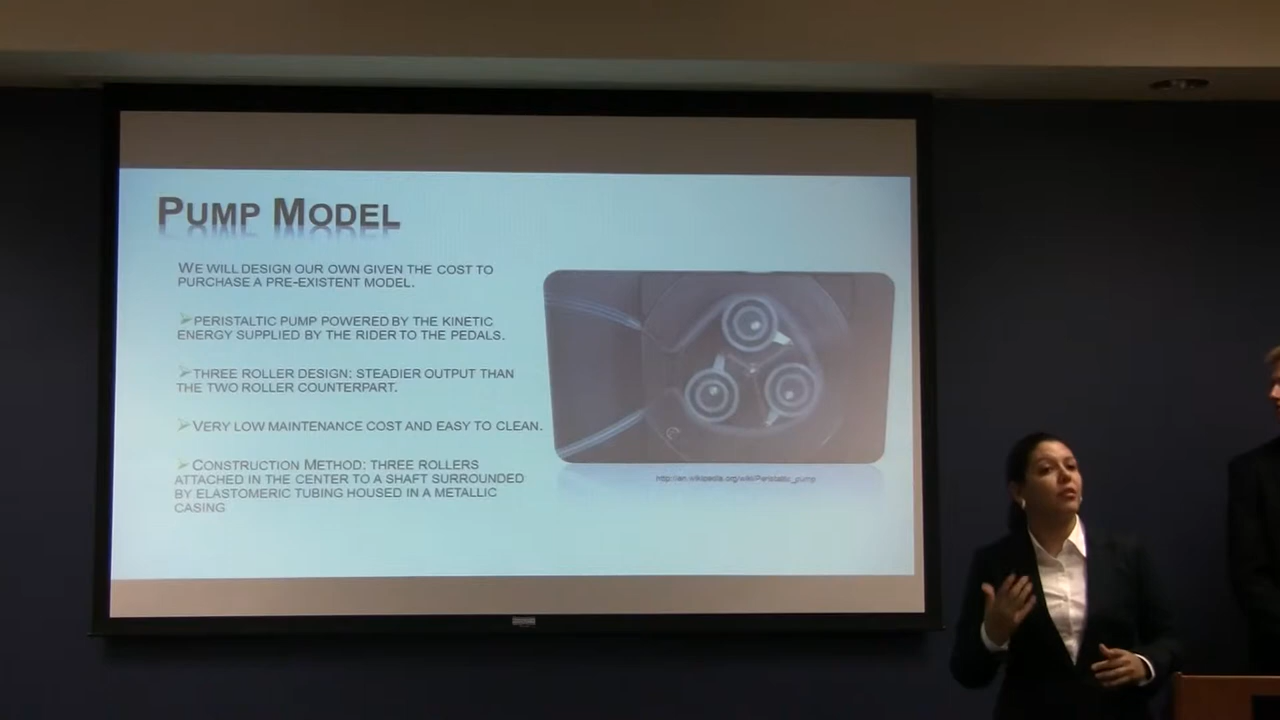 PUMP MODEL
WE WILL DESIGN OUR OWN GIVEN THE COST TO
PURCHASE A PRE-EXISTENT MODEL.
PERISTALTIC PUMP POWERED BY THE KINETIC
ENERGY SUPPLIED BY THE RIDER TO THE PEDALS.
THREE ROLLER DESIGN: STEADIER OUTPUT THAN
THE TWO ROLLER COUNTERPART.
VERY LOW MAINTENANCE COST AND EASY TO CLEAN.
CONSTRUCTION METHOD: THREE ROLLERS
ATTACHED IN THE CENTER TO A SHAFT SURROUNDED
BY ELASTOMERIC TUBING HOUSED IN A METALLIC
CASING
http://en.wikipedia.org/wiki/Peristaltic_pump